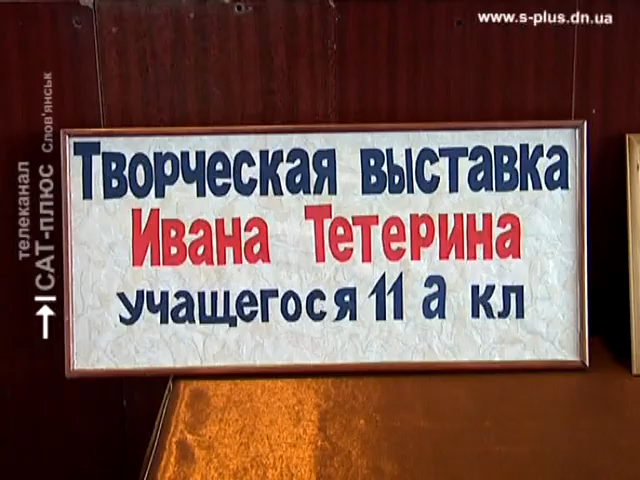 www.s-plus.dn.ua
Творческая выставка
Ивана Тетерина
учащегося 11 а кл
телеканал
САТ-ПЛЮС Слов'янськ